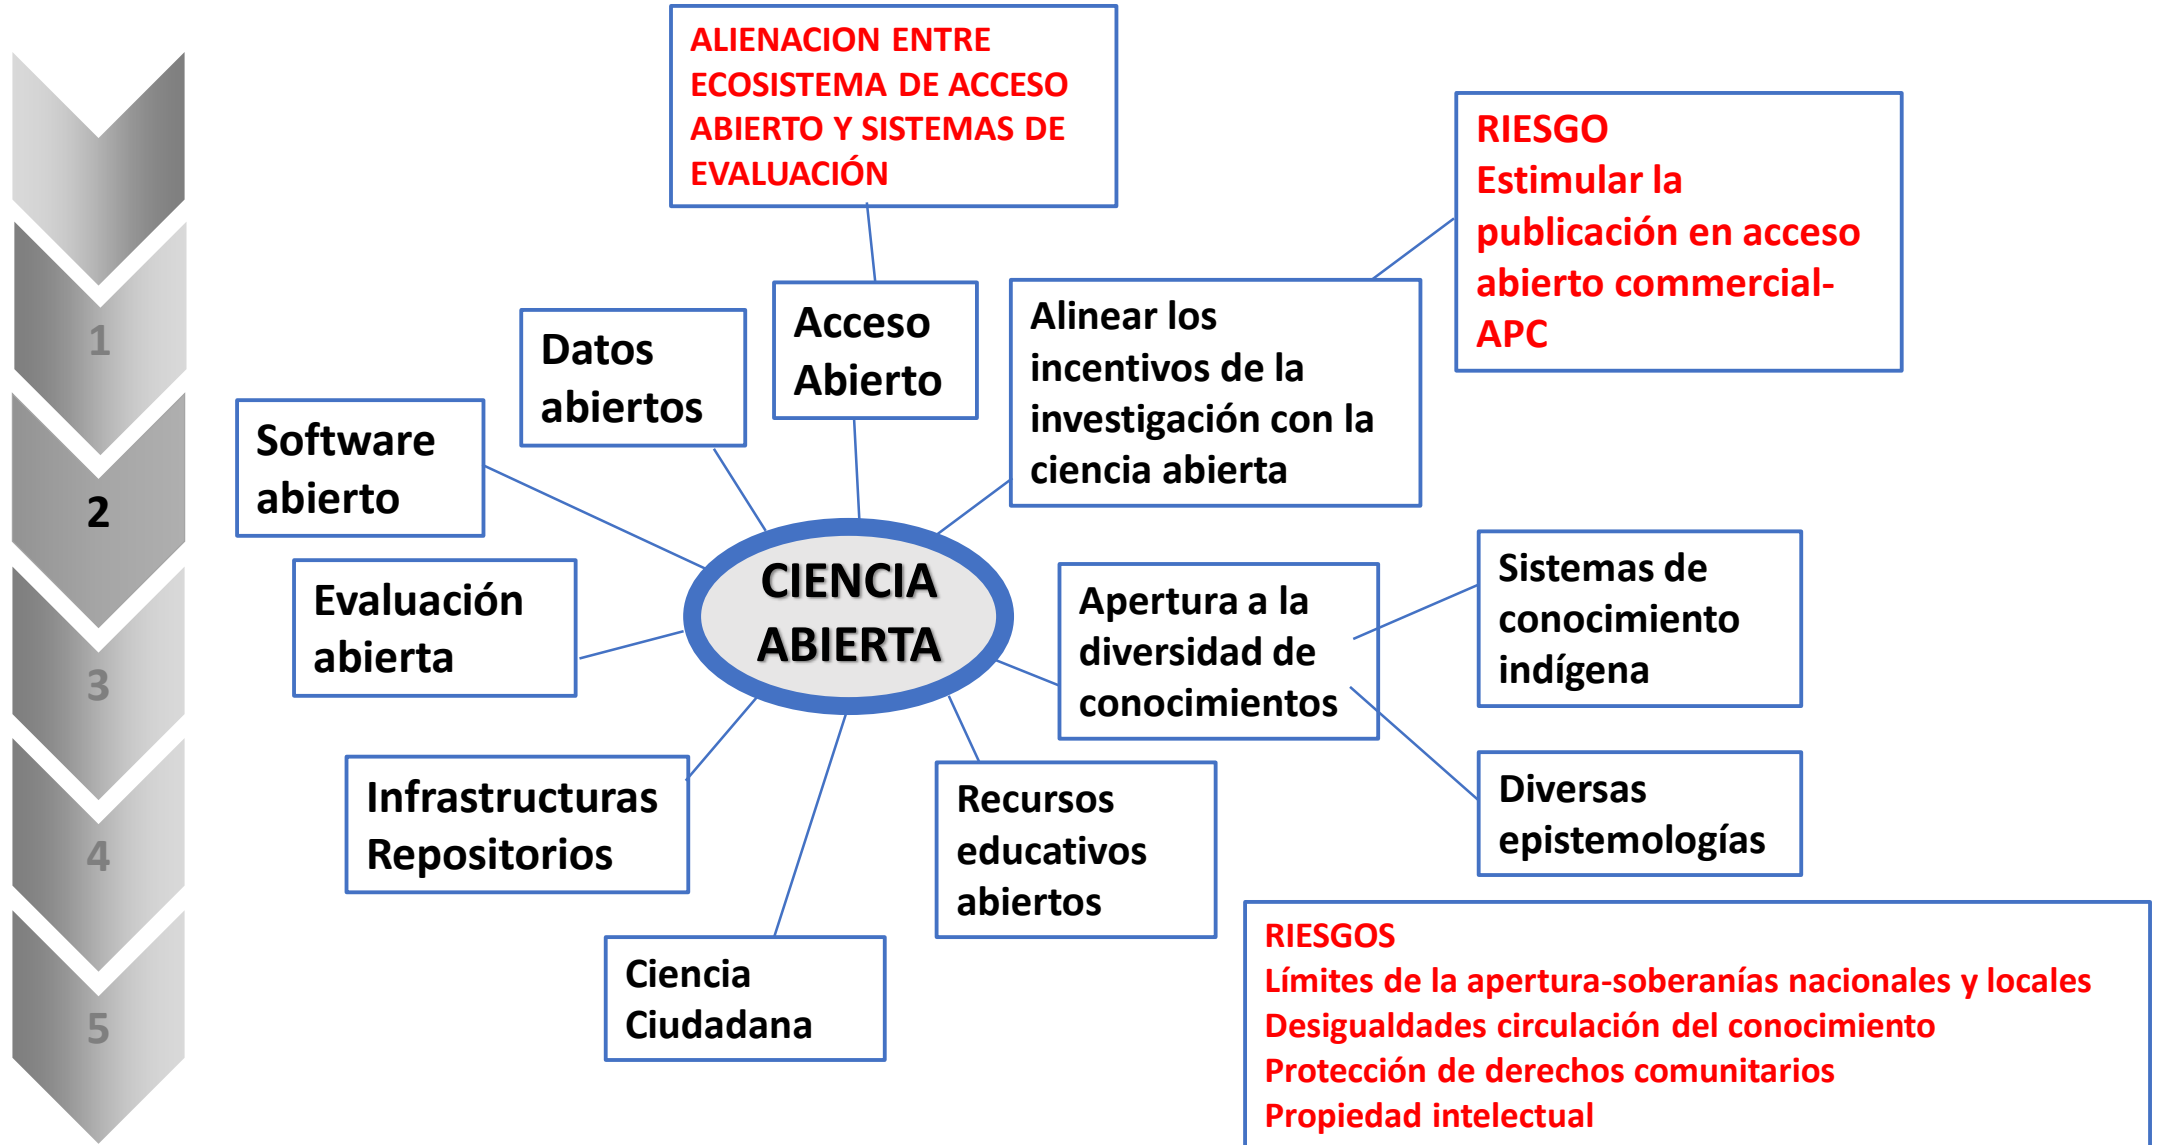 ALIENACION ENTRE
ECOSISTEMA DE ACCESO
ABIERTO Y SISTEMAS DE
EVALUACIÓN
RIESGO
Estimular la
publicación en acceso
abierto commercial-
APC
Acceso
Abierto
Alinear los
incentivos de la
investigación con la
ciencia abierta
Datos
abiertos
Software
abierto
Evaluación
abierta
CIENCIA
ABIERTA
Apertura a la
diversidad de
conocimientos
Sistemas de
conocimiento
indígena
Diversas
epistemologías
Infrastructuras
Repositorios
Recursos
educativos
abiertos
Ciencia
Ciudadana
RIESGOS
Límites de la apertura-soberanías nacionales y locales
Desigualdades circulación del conocimiento
Protección de derechos comunitarios
Propiedad intelectual
1
2
3
4
5